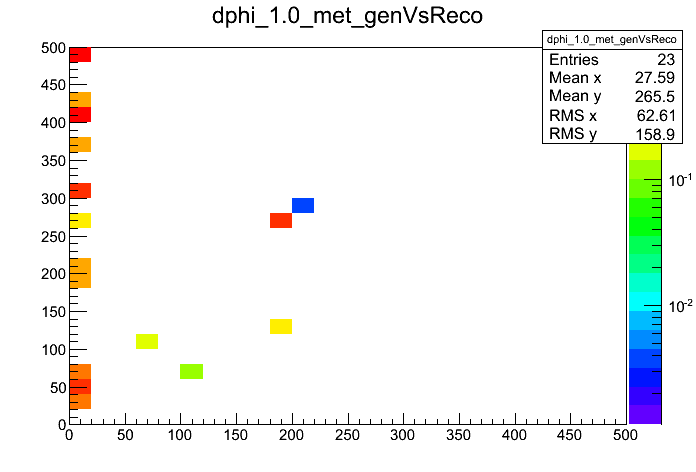 dphi_1.0_met_genVsReco
dphi_1.0_met_genVsReco
Entries 23
Mean x 27.59
Mean y 265.5
RMS x 62.61
RMS y 158.9
500
450
400
350
300
250
200
150
100
50
0
0 50 100 150 200 250 300 350 400 450 500
10-1
10-2